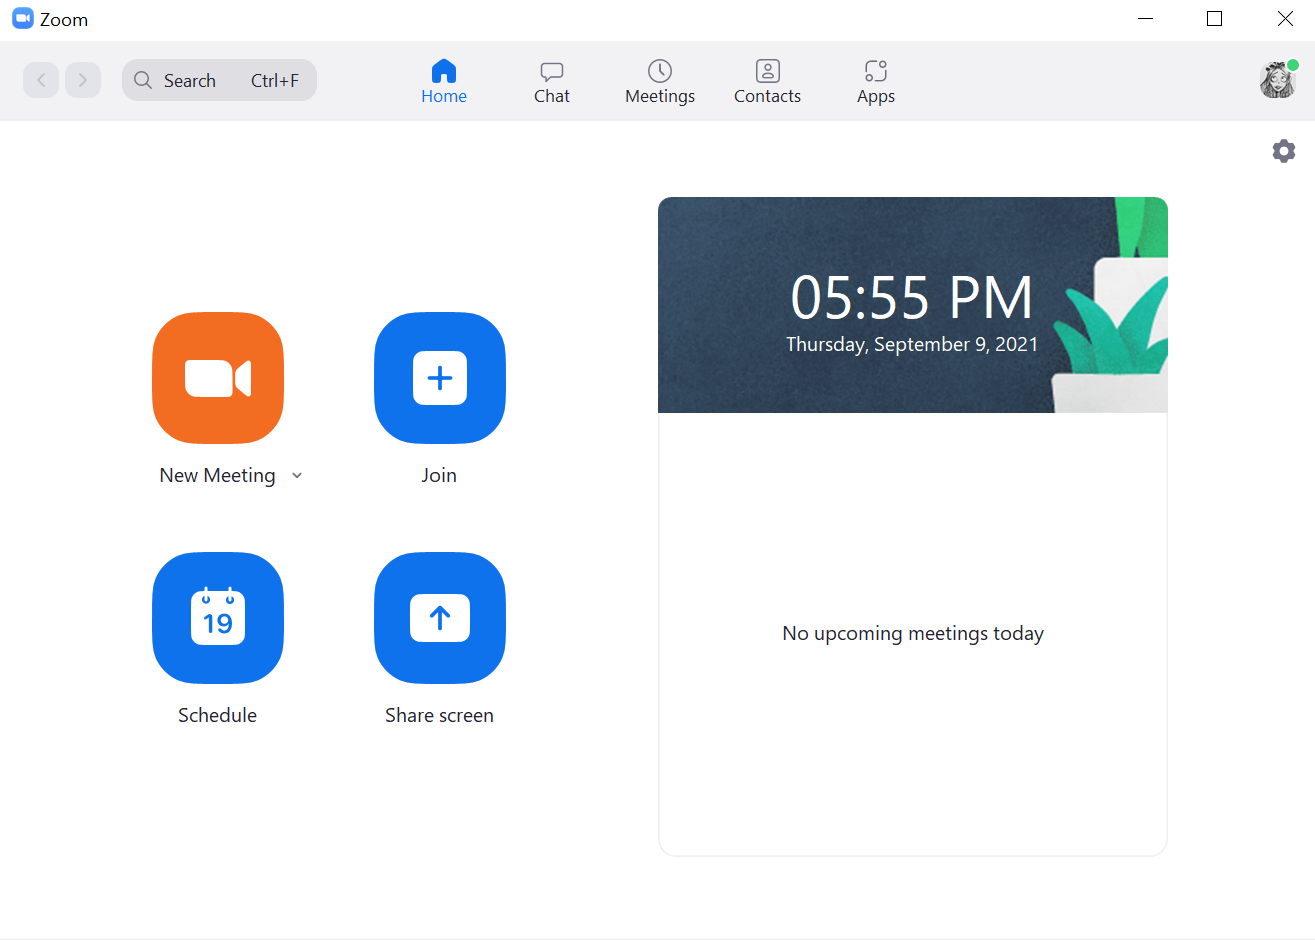 Zoom
Search Ctrl+F
Home
Chat
Meetings
Contacts
Apps
05:55 PM
Thursday, September 9, 2021
New Meeting
Join
19
Schedule
Share screen
No upcoming meetings today